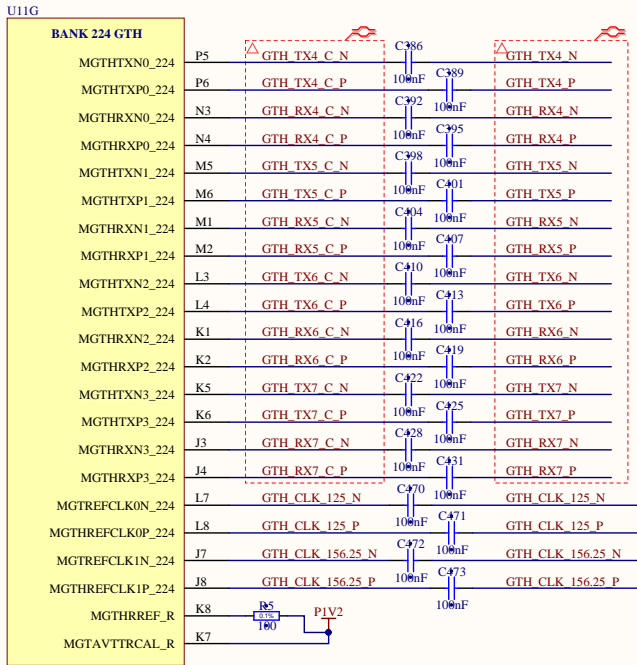 U11G
BANK 224 GTH
MGTHTXN0_224 P5 GTH_TX4_C_N C386 100nF GTH_TX4_N
MGTHTXP0_224 P6 GTH_TX4_C_P C389 100nF GTH_TX4_P
MGTHRXN0_224 N3 GTH_RX4_C_N C392 100nF GTH_RX4_N
MGTHRXP0_224 N4 GTH_RX4_C_P C395 100nF GTH_RX4_P
MGTHTXN1_224 M5 GTH_TX5_C_N C398 100nF GTH_TX5_N
MGTHTXP1_224 M6 GTH_TX5_C_P C401 100nF GTH_TX5_P
MGTHRXN1_224 M1 GTH_RX5_C_N C404 100nF GTH_RX5_N
MGTHRXP1_224 M2 GTH_RX5_C_P C407 100nF GTH_RX5_P
MGTHTXN2_224 L3 GTH_TX6_C_N C410 100nF GTH_TX6_N
MGTHTXP2_224 L4 GTH_TX6_C_P C413 100nF GTH_TX6_P
MGTHRXN2_224 K1 GTH_RX6_C_N C416 100nF GTH_RX6_N
MGTHRXP2_224 K2 GTH_RX6_C_P C419 100nF GTH_RX6_P
MGTHTXN3_224 K5 GTH_TX7_C_N C422 100nF GTH_TX7_N
MGTHTXP3_224 K6 GTH_TX7_C_P C425 100nF GTH_TX7_P
MGTHRXN3_224 J3 GTH_RX7_C_N C428 100nF GTH_RX7_N
MGTHRXP3_224 J4 GTH_RX7_C_P C431 100nF GTH_RX7_P
MGTREFCLK0N_224 L7 GTH_CLK_125_N C470 100nF GTH_CLK_125_N
MGTHREFCLK0P_224 L8 GTH_CLK_125_P C471 100nF GTH_CLK_125_P
MGTREFCLK1N_224 J7 GTH_CLK_156.25_N C472 100nF GTH_CLK_156.25_N
MGTHREFCLK1P_224 J8 GTH_CLK_156.25_P C473 100nF GTH_CLK_156.25_P
MGTHRREF_R K8 R5 0.1% 100 P1V2
MGTAVTTRCAL_R K7